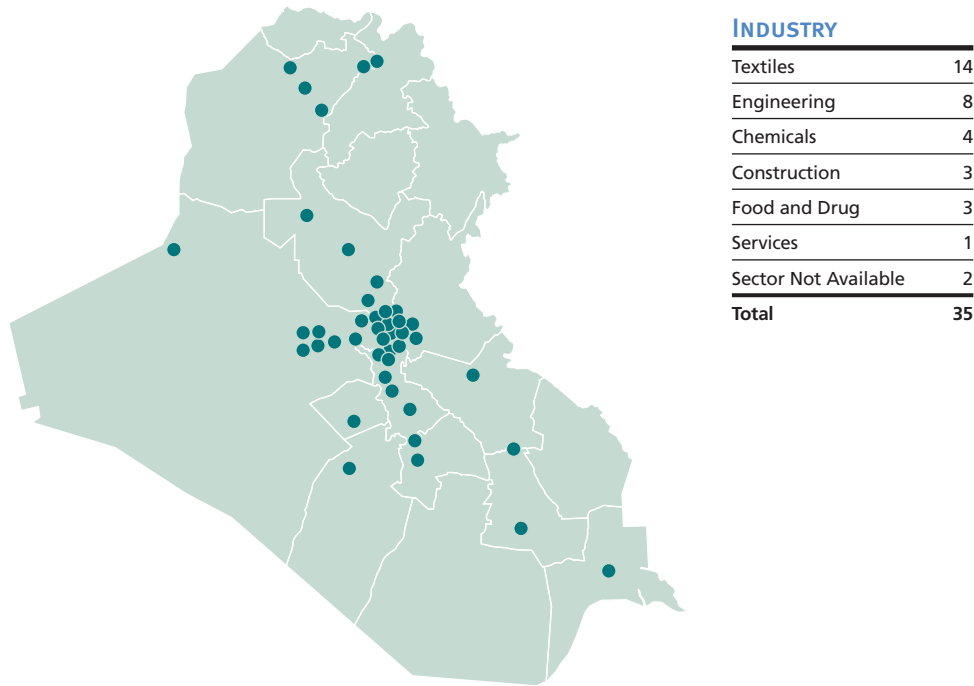 INDUSTRY
Textiles 14
Engineering 8
Chemicals 4
Construction 3
Food and Drug 3
Services 1
Sector Not Available 2
Total 35